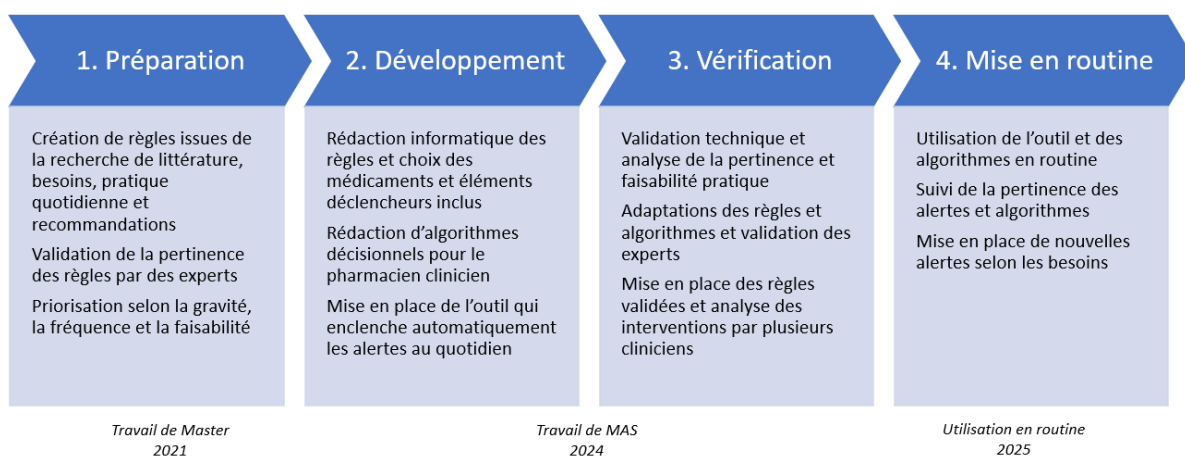 1. Préparation
2. Développement
3. Vérification
4. Mise en routine
Création de règles issues de
la recherche de littérature,
besoins, pratique
quotidienne et
recommandations
Validation de la pertinence
des règles par des experts
Priorisation selon la gravité,
la fréquence et la faisabilité
Rédaction informatique des
règles et choix des
médicaments et éléments
déclencheurs inclus
Rédaction d'algorithmes
décisionnels pour le
pharmacien clinicien
Mise en place de l'outil qui
enclenche automatiquement
les alertes au quotidien
Validation technique et
analyse de la pertinence et
faisabilité pratique
Adaptations des règles et
algorithmes et validation des
experts
Mise en place des règles
validées et analyse des
interventions par plusieurs
cliniciens
Utilisation de l'outil et des
algorithmes en routine
Suivi de la pertinence des
alertes et algorithmes
Mise en place de nouvelles
alertes selon les besoins
Travail de Master
2021
Travail de MAS
2024
Utilisation en routine
2025